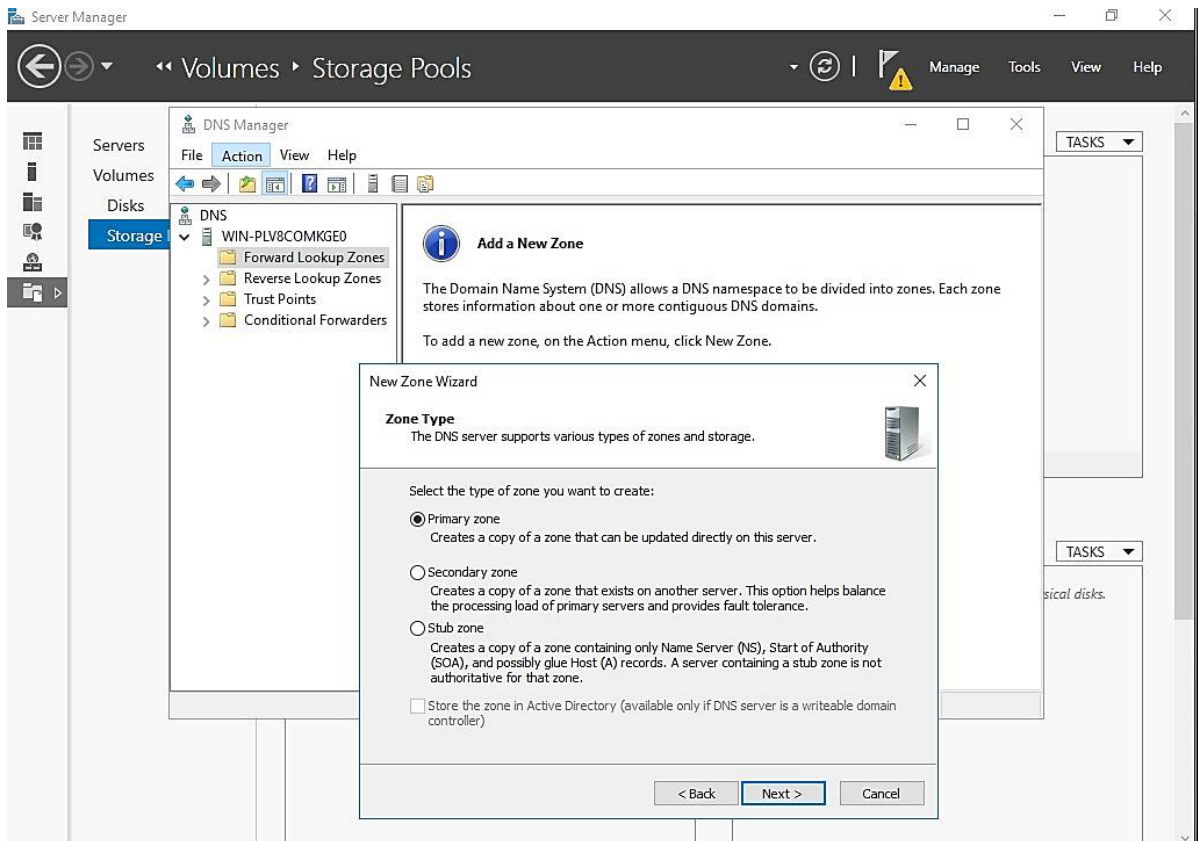 Server Manager
Volumes Storage Pools
Manage Tools View Help
Servers
Volumes
Disks
Storage
TASKS
DNS Manager
File Action View Help
DNS
WIN-PLV8COMKGE0
Forward Lookup Zones
Reverse Lookup Zones
Trust Points
Conditional Forwarders
Add a New Zone
The Domain Name System (DNS) allows a DNS namespace to be divided into zones. Each zone
stores information about one or more contiguous DNS domains.
To add a new zone, on the Action menu, click New Zone.
New Zone Wizard
Zone Type
The DNS server supports various types of zones and storage.
Select the type of zone you want to create:
Primary zone
Creates a copy of a zone that can be updated directly on this server.
Secondary zone
Creates a copy of a zone that exists on another server. This option helps balance
the processing load of primary servers and provides fault tolerance.
Stub zone
Creates a copy of a zone containing only Name Server (NS), Start of Authority
(SOA), and possibly glue Host (A) records. A server containing a stub zone is not
authoritative for that zone.
Store the zone in Active Directory (available only if DNS server is a writeable domain
controller)
< Back Next > Cancel
TASKS
sical disks.